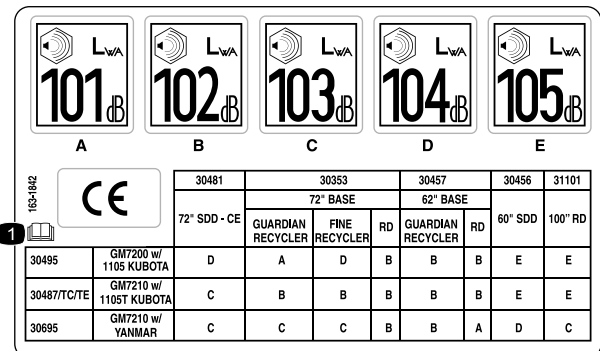 LWA LWA LWA LWA LWA
101dB 102dB 103dB 104dB 105dB
A B C D E
163-1842
CE
1
30481 30353 30457 30456 31101
72" SDD - CE 72" BASE 62" BASE 60" SDD 100" RD
GUARDIAN RECYCLER FINE RECYCLER RD GUARDIAN RECYCLER RD
30495 GM7200 w/ 1105 KUBOTA D A D B B B E E
30487/TC/TE GM7210 w/ 1105T KUBOTA C B B B B B E E
30695 GM7210 w/ YANMAR C C C B B A D C